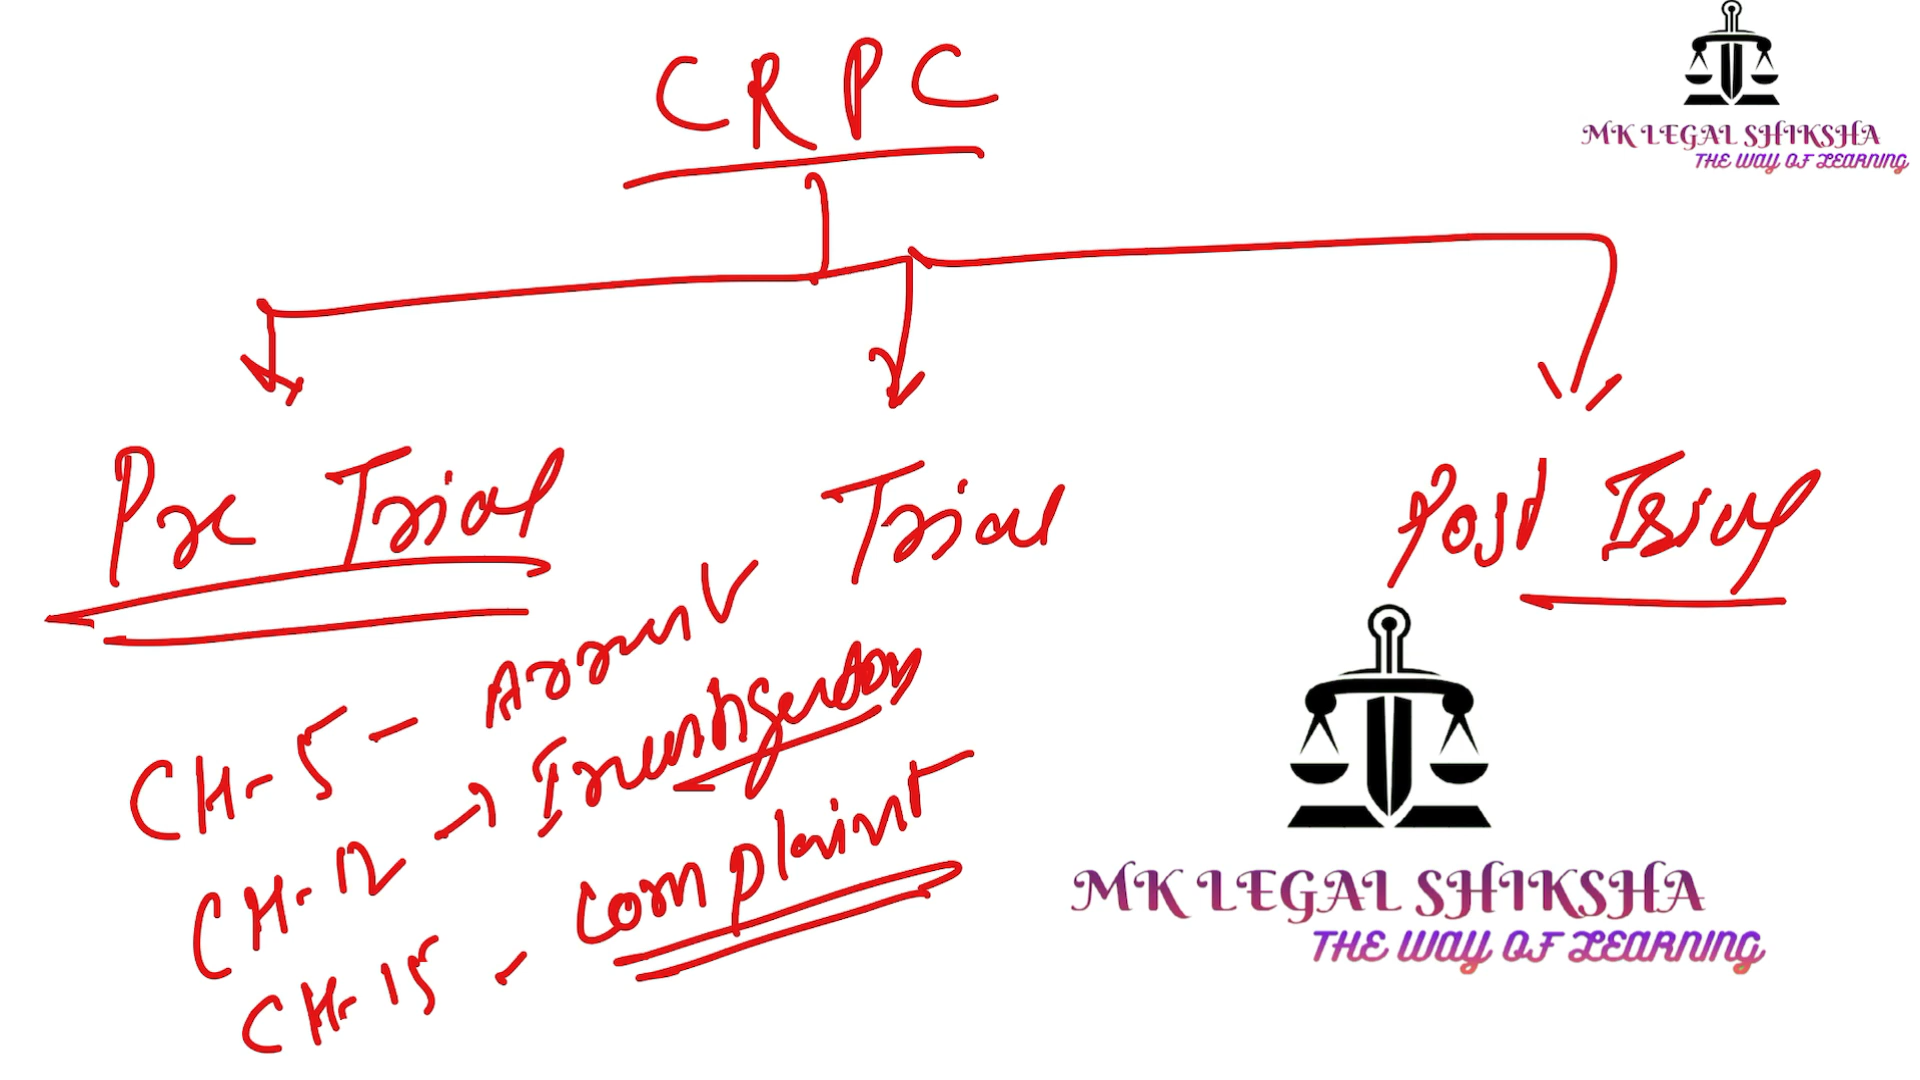 CRPC
MK LEGAL SHIKSHA
THE WAY OF LEARNING
Pre Trial
Trial
Post Trial
CH-5 - Arrest
CH-12 → Investigation
CH-15 - Complaint
MK LEGAL SHIKSHA
THE WAY OF LEARNING